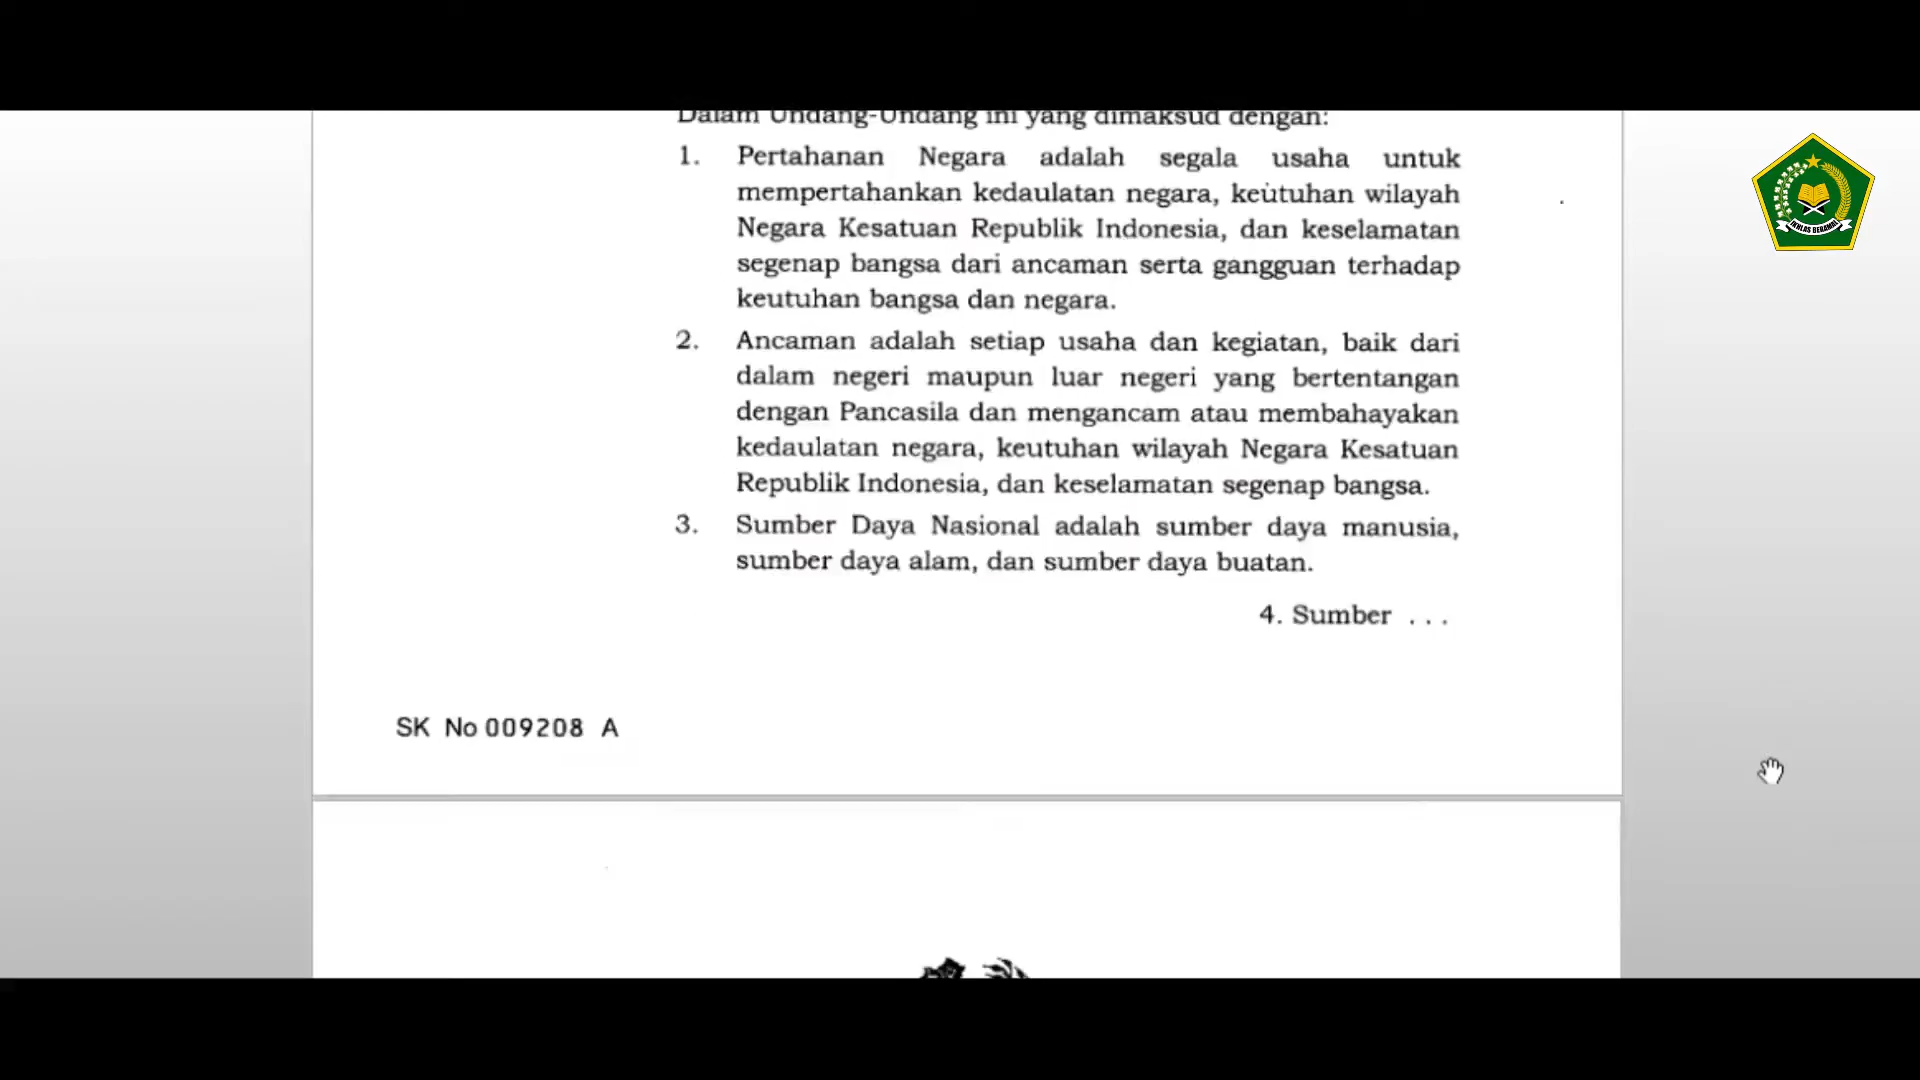 Dalam Undang-Undang ini yang dimaksud dengan:
1. Pertahanan Negara adalah segala usaha untuk
mempertahankan kedaulatan negara, keutuhan wilayah
Negara Kesatuan Republik Indonesia, dan keselamatan
segenap bangsa dari ancaman serta gangguan terhadap
keutuhan bangsa dan negara.
2. Ancaman adalah setiap usaha dan kegiatan, baik dari
dalam negeri maupun luar negeri yang bertentangan
dengan Pancasila dan mengancam atau membahayakan
kedaulatan negara, keutuhan wilayah Negara Kesatuan
Republik Indonesia, dan keselamatan segenap bangsa.
3. Sumber Daya Nasional adalah sumber daya manusia,
sumber daya alam, dan sumber daya buatan.
4. Sumber . . .
SK No 009208 A
IKHLAS BERAMAL